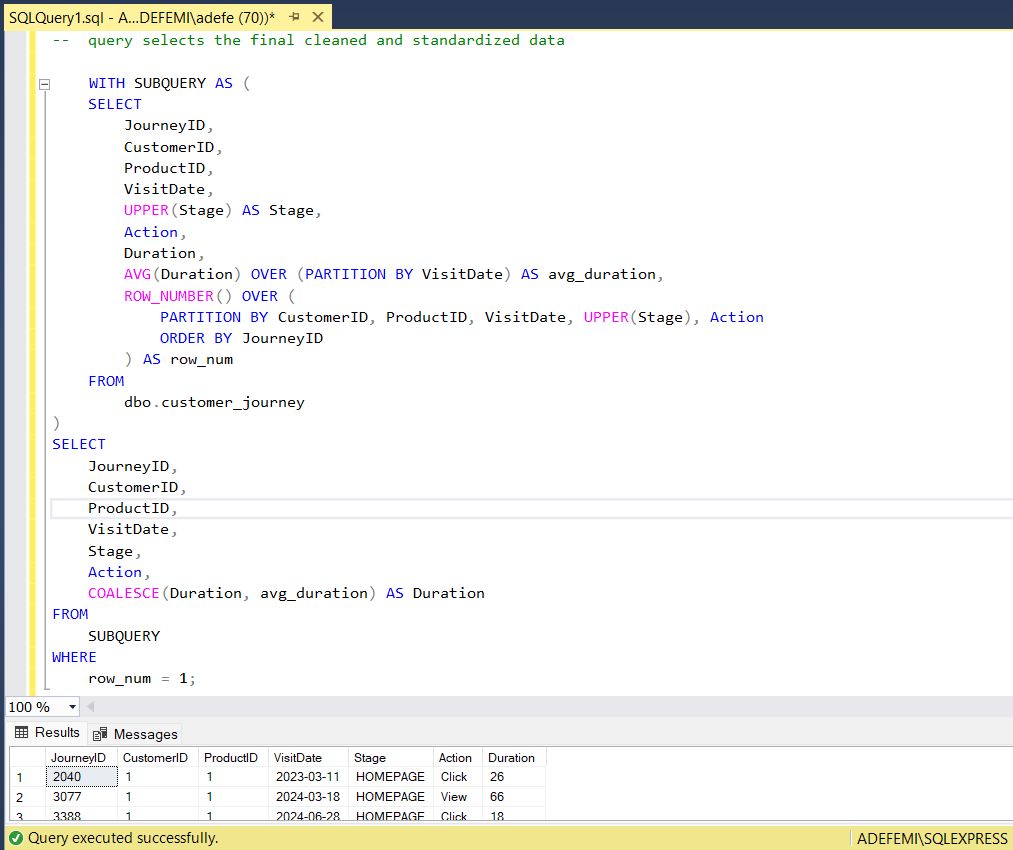 SQLQuery1.sql - A...DEFEMI\adefe (70))*
-- query selects the final cleaned and standardized data
WITH SUBQUERY AS (
SELECT
JourneyID,
CustomerID,
ProductID,
VisitDate,
UPPER(Stage) AS Stage,
Action,
Duration,
AVG(Duration) OVER (PARTITION BY VisitDate) AS avg_duration,
ROW_NUMBER() OVER (
PARTITION BY CustomerID, ProductID, VisitDate, UPPER(Stage), Action
ORDER BY JourneyID
) AS row_num
FROM
dbo.customer_journey
)
SELECT
JourneyID,
CustomerID,
ProductID,
VisitDate,
Stage,
Action,
COALESCE(Duration, avg_duration) AS Duration
FROM
SUBQUERY
WHERE
row_num = 1;
100 %
Results Messages
JourneyID CustomerID ProductID VisitDate Stage Action Duration
1 2040 1 1 2023-03-11 HOMEPAGE Click 26
2 3077 1 1 2024-03-18 HOMEPAGE View 66
3 3388 1 1 2024-06-28 HOMEPAGE Click 18
Query executed successfully. ADEFEMI\SQLEXPRESS